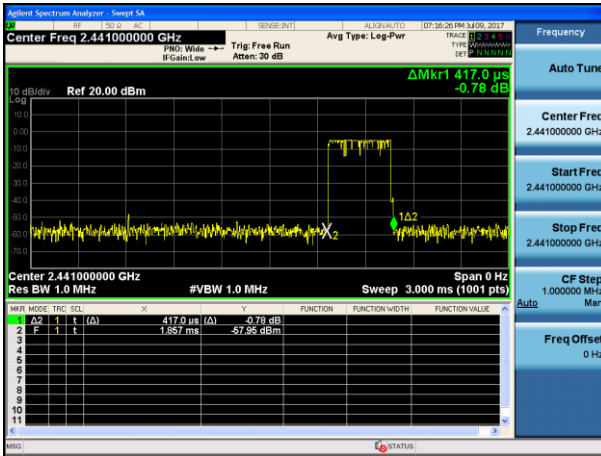 Agilent Spectrum Analyzer - Swept SA
RF 50 Ω AC SENSE:INT ALIGNAUTO 07:16:26 PM Jul 09, 2017
Center Freq 2.441000000 GHz
PNO: Wide Trig: Free Run
IFGain:Low Atten: 30 dB
Avg Type: Log-Pwr
TRACE 1 2 3 4 5 6
TYPE WWWWWW
DET P NNNNN
ΔMkr1 417.0 µs
-0.78 dB
10 dB/div Ref 20.00 dBm
Log
10.0
0.00
-10.0
-20.0
-30.0
-40.0
-50.0
-60.0
-70.0
X2
1Δ2
Center 2.441000000 GHz Span 0 Hz
Res BW 1.0 MHz #VBW 1.0 MHz Sweep 3.000 ms (1001 pts)
MKR MODE TRC SCL X Y FUNCTION FUNCTION WIDTH FUNCTION VALUE
1 Δ2 1 t (Δ) 417.0 µs (Δ) -0.78 dB
2 F 1 t 1.857 ms -57.95 dBm
3
4
5
6
7
8
9
10
11
MSG STATUS
Frequency
Auto Tune
Center Freq
2.441000000 GHz
Start Freq
2.441000000 GHz
Stop Freq
2.441000000 GHz
CF Step
1.000000 MHz
Auto Man
Freq Offset
0 Hz